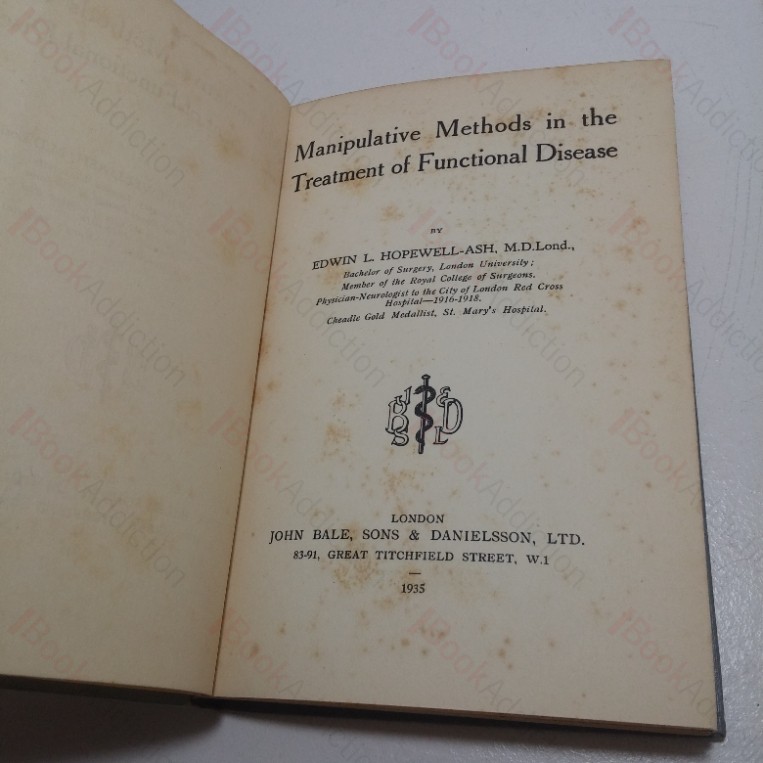 Manipulative Methods in the
Treatment of Functional Disease
BY
EDWIN L. HOPEWELL-ASH, M.D.Lond.,
Bachelor of Surgery, London University;
Member of the Royal College of Surgeons.
Physician-Neurologist to the City of London Red Cross
Hospital—1916-1918.
Cheadle Gold Medallist, St. Mary's Hospital.
LONDON
JOHN BALE, SONS & DANIELSSON, LTD.
83-91, GREAT TITCHFIELD STREET, W.1
1935
iBookAddiction